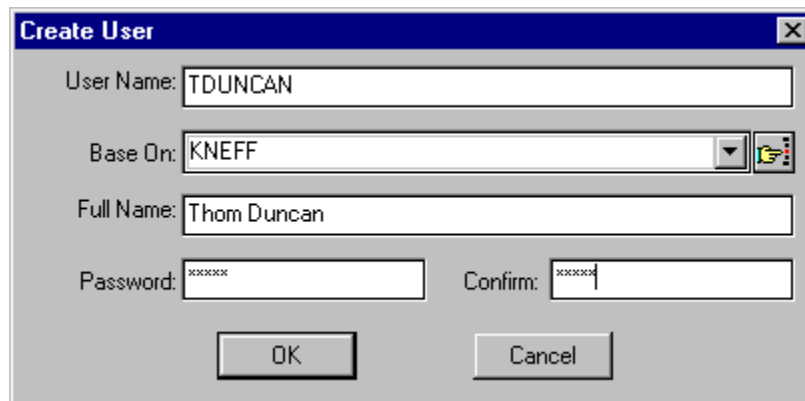 Create User
User Name: TDUNCAN
Base On: KNEFF
Full Name: Thom Duncan
Password: ***** Confirm: *****
OK Cancel